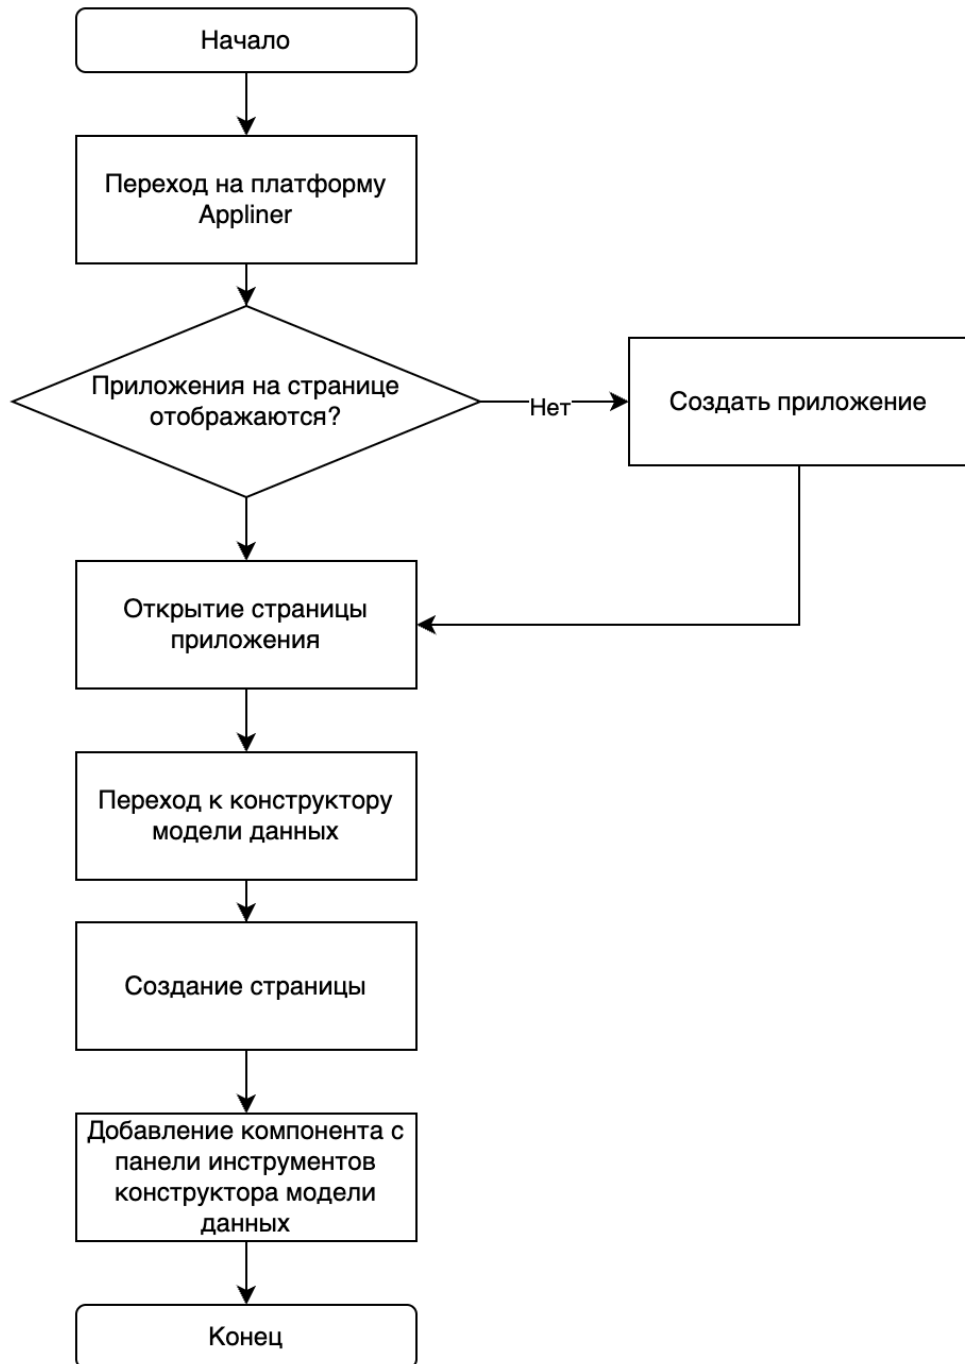 Начало
Переход на платформу
Appliner
Приложения на странице
отображаются?
Нет
Создать приложение
Открытие страницы
приложения
Переход к конструктору
модели данных
Создание страницы
Добавление компонента с
панели инструментов
конструктора модели
данных
Конец